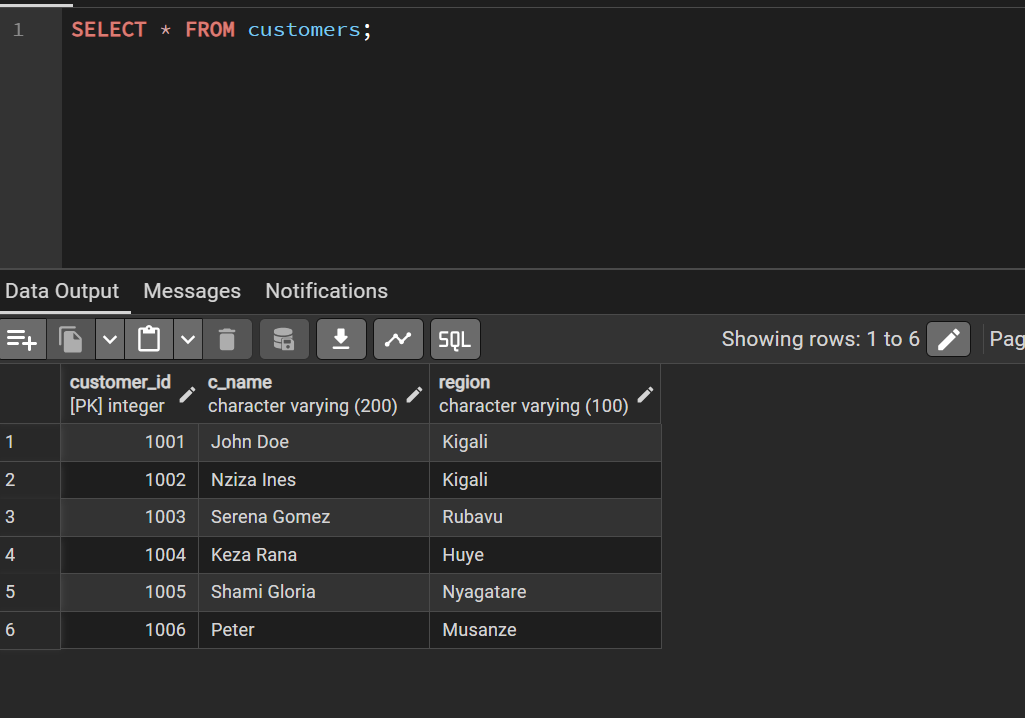 1 SELECT * FROM customers;
Data Output Messages Notifications
SQL Showing rows: 1 to 6 Pag
customer_id c_name region
[PK] integer character varying (200) character varying (100)
1 1001 John Doe Kigali
2 1002 Nziza Ines Kigali
3 1003 Serena Gomez Rubavu
4 1004 Keza Rana Huye
5 1005 Shami Gloria Nyagatare
6 1006 Peter Musanze